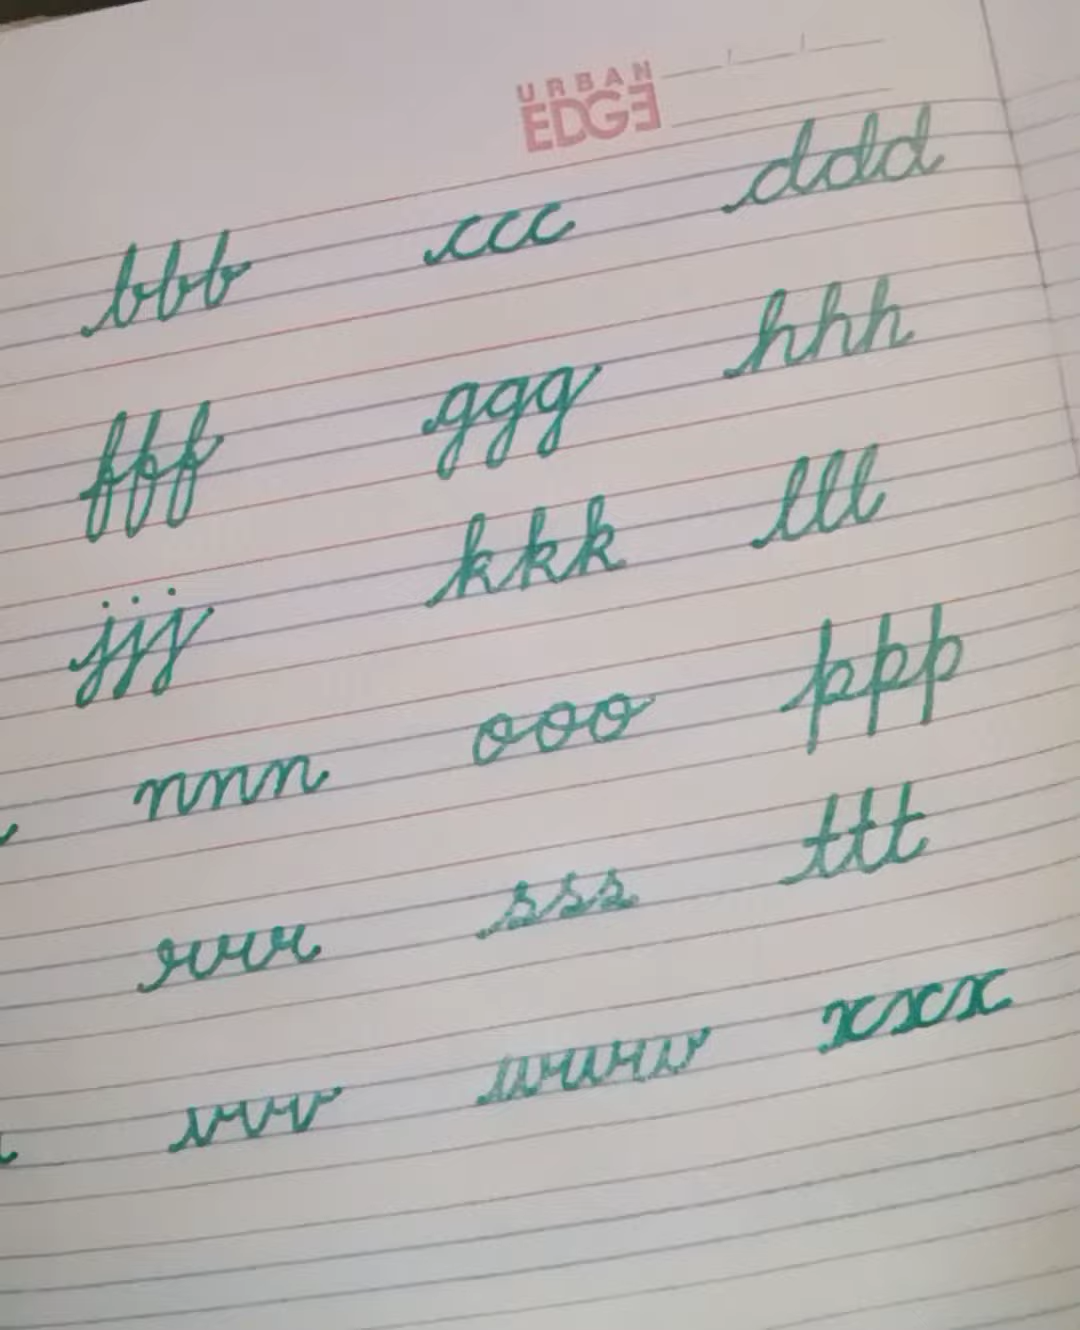 URBAN
EDGE
bbb ccc ddd
fff ggg hhh
jjj kkk lll
nnn ooo ppp
rrr sss ttt
vvv www xxx